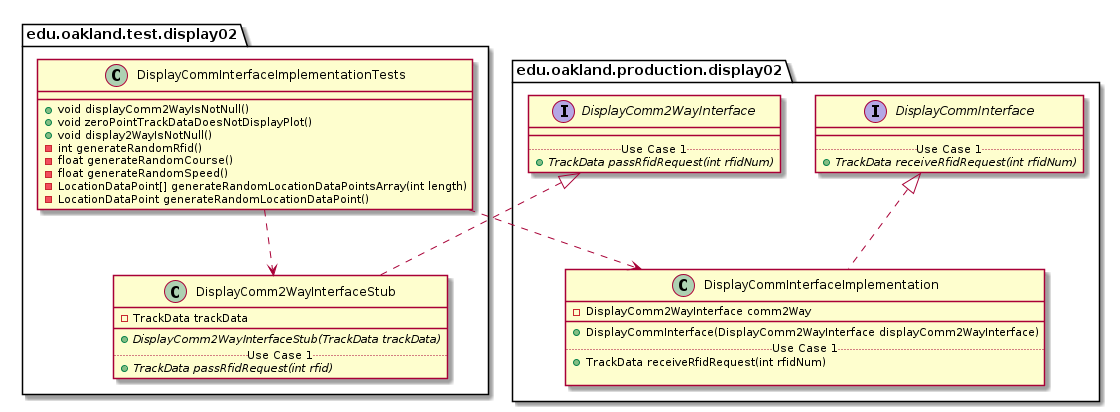 edu.oakland.test.display02
C DisplayCommInterfaceImplementationTests
void displayComm2WayIsNotNull()
void zeroPointTrackDataDoesNotDisplayPlot()
void display2WayIsNotNull()
int generateRandomRfid()
float generateRandomCourse()
float generateRandomSpeed()
LocationDataPoint[] generateRandomLocationDataPointsArray(int length)
LocationDataPoint generateRandomLocationDataPoint()
C DisplayComm2WayInterfaceStub
TrackData trackData
DisplayComm2WayInterfaceStub(TrackData trackData)
Use Case 1
TrackData passRfidRequest(int rfid)
edu.oakland.production.display02
I DisplayComm2WayInterface
Use Case 1
TrackData passRfidRequest(int rfidNum)
I DisplayCommInterface
Use Case 1
TrackData receiveRfidRequest(int rfidNum)
C DisplayCommInterfaceImplementation
DisplayComm2WayInterface comm2Way
DisplayCommInterface(DisplayComm2WayInterface displayComm2WayInterface)
Use Case 1
TrackData receiveRfidRequest(int rfidNum)